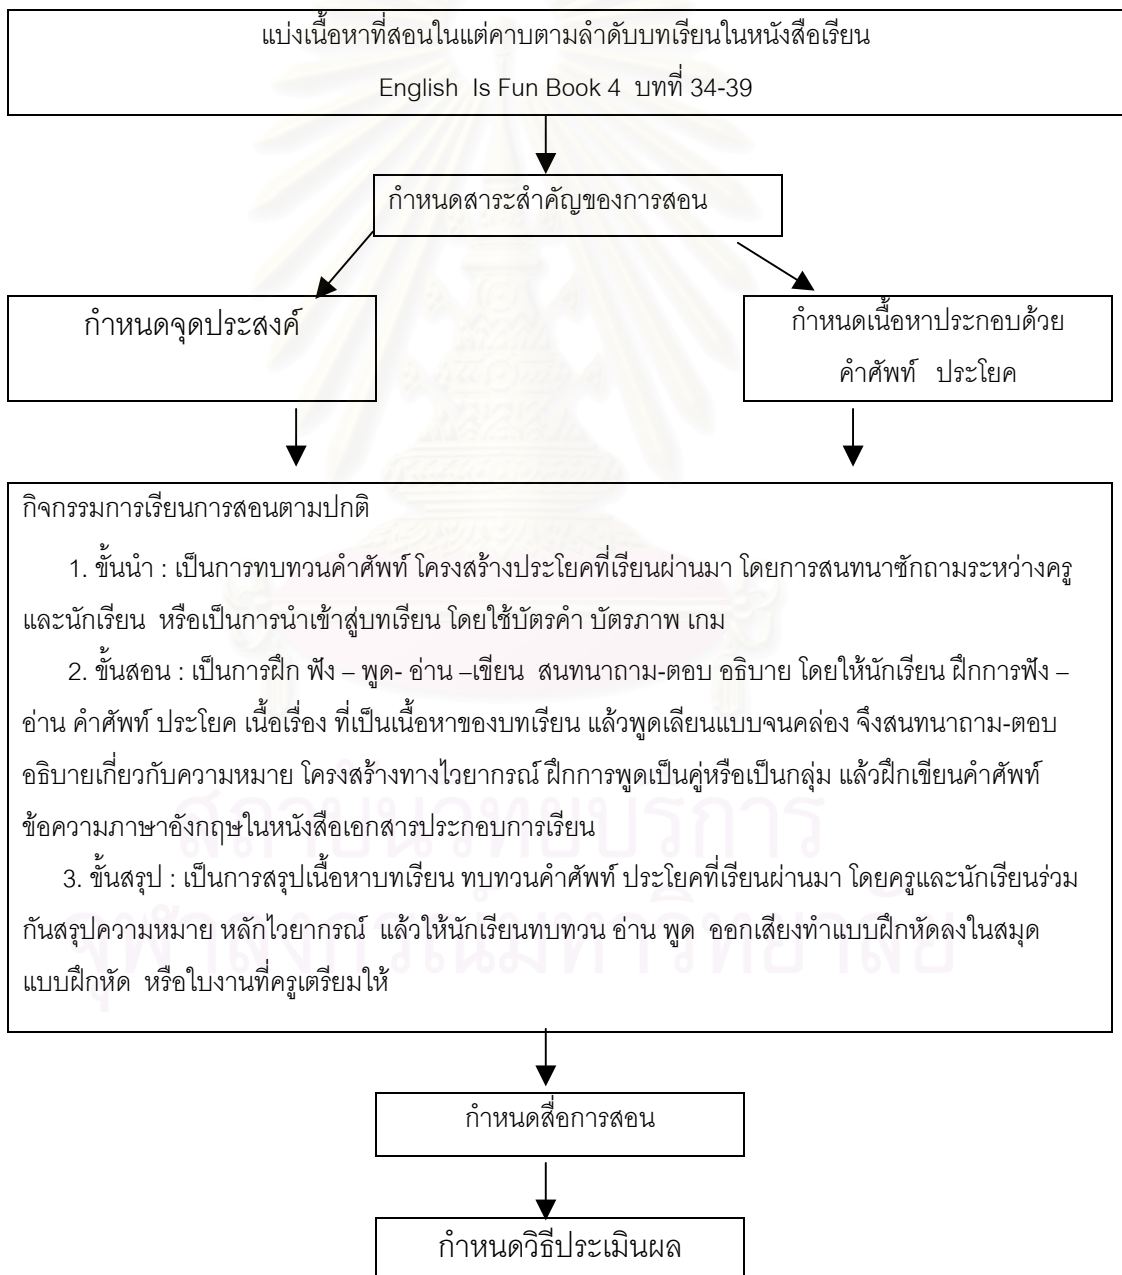 แบ่งเนื้อหาที่สอนในแต่คาบตามลำดับบทเรียนในหนังสือเรียน
English Is Fun Book 4 บทที่ 34-39
กำหนดสาระสำคัญของการสอน
กำหนดจุดประสงค์
กำหนดเนื้อหาประกอบด้วย
คำศัพท์ ประโยค
กิจกรรมการเรียนการสอนตามปกติ
1. ขั้นนำ : เป็นการทบทวนคำศัพท์ โครงสร้างประโยคที่เรียนผ่านมา โดยการสนทนาซักถามระหว่างครู
และนักเรียน หรือเป็นการนำเข้าสู่บทเรียน โดยใช้บัตรคำ บัตรภาพ เกม
2. ขั้นสอน : เป็นการฝึก ฟัง – พูด- อ่าน –เขียน สนทนาถาม-ตอบ อธิบาย โดยให้นักเรียน ฝึกการฟัง –
อ่าน คำศัพท์ ประโยค เนื้อเรื่อง ที่เป็นเนื้อหาของบทเรียน แล้วพูดเลียนแบบจนคล่อง จึงสนทนาถาม-ตอบ
อธิบายเกี่ยวกับความหมาย โครงสร้างทางไวยากรณ์ ฝึกการพูดเป็นคู่หรือเป็นกลุ่ม แล้วฝึกเขียนคำศัพท์
ข้อความภาษาอังกฤษในหนังสือเอกสารประกอบการเรียน
3. ขั้นสรุป : เป็นการสรุปเนื้อหาบทเรียน ทบทวนคำศัพท์ ประโยคที่เรียนผ่านมา โดยครูและนักเรียนร่วม
กันสรุปความหมาย หลักไวยากรณ์ แล้วให้นักเรียนทบทวน อ่าน พูด ออกเสียงทำแบบฝึกหัดลงในสมุด
แบบฝึกหัด หรือใบงานที่ครูเตรียมให้
สถาบันวิทยบริการ
จุฬาลงกรณ์มหาวิทยาลัย
กำหนดสื่อการสอน
กำหนดวิธีประเมินผล